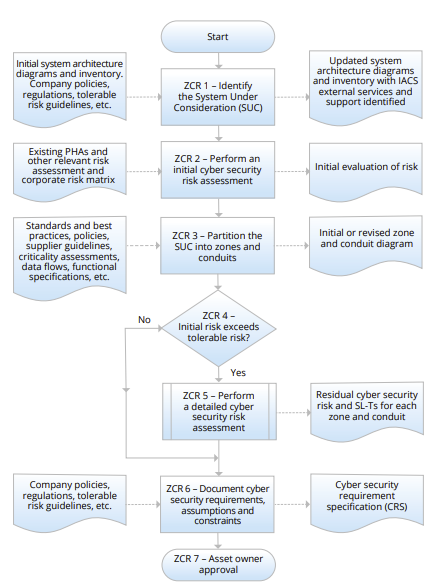 Start
Initial system architecture
diagrams and inventory.
Company policies,
regulations, tolerable
risk guidelines, etc.
ZCR 1 – Identify
the System Under
Consideration (SUC)
Updated system
architecture diagrams
and inventory with IACS
external services and
support identified
Existing PHAs and
other relevant risk
assessment and
corporate risk matrix
ZCR 2 – Perform an
initial cyber security
risk assessment
Initial evaluation of risk
Standards and best
practices, policies,
supplier guidelines,
criticality assessments,
data flows, functional
specifications, etc.
ZCR 3 – Partition the
SUC into zones and
conduits
Initial or revised zone
and conduit diagram
No
ZCR 4 –
Initial risk exceeds
tolerable risk?
Yes
ZCR 5 – Perform
a detailed cyber
security risk
assessment
Residual cyber security
risk and SL-Ts for each
zone and conduit
Company policies,
regulations, tolerable
risk guidelines, etc.
ZCR 6 – Document cyber
security requirements,
assumptions and
constraints
Cyber security
requirement
specification (CRS)
ZCR 7 – Asset owner
approval